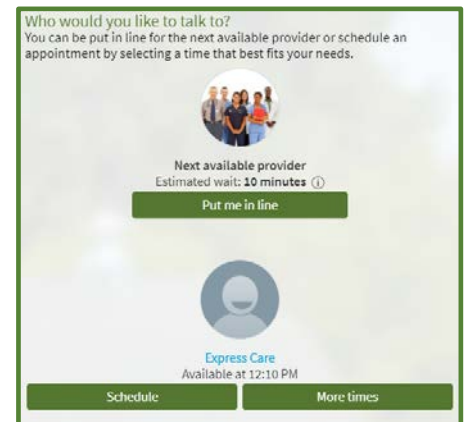 Who would you like to talk to?
You can be put in line for the next available provider or schedule an
appointment by selecting a time that best fits your needs.
Next available provider
Estimated wait: 10 minutes ⓘ
Put me in line
Express Care
Available at 12:10 PM
Schedule
More times